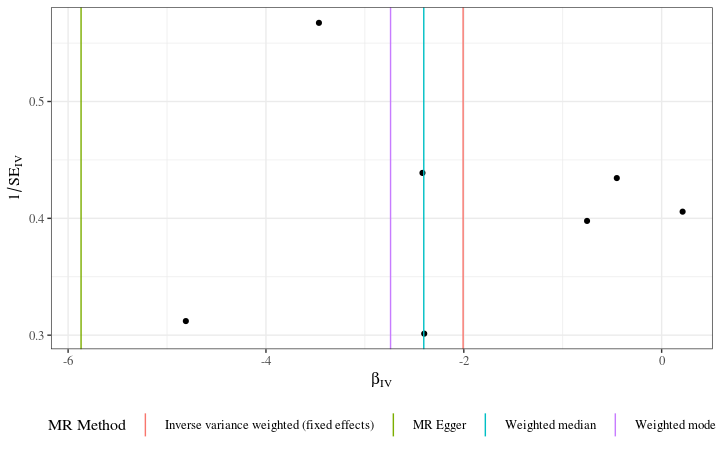 1/SE_IV
0.5
0.4
0.3
-6
-4
-2
0
β_IV
MR Method
Inverse variance weighted (fixed effects)
MR Egger
Weighted median
Weighted mode